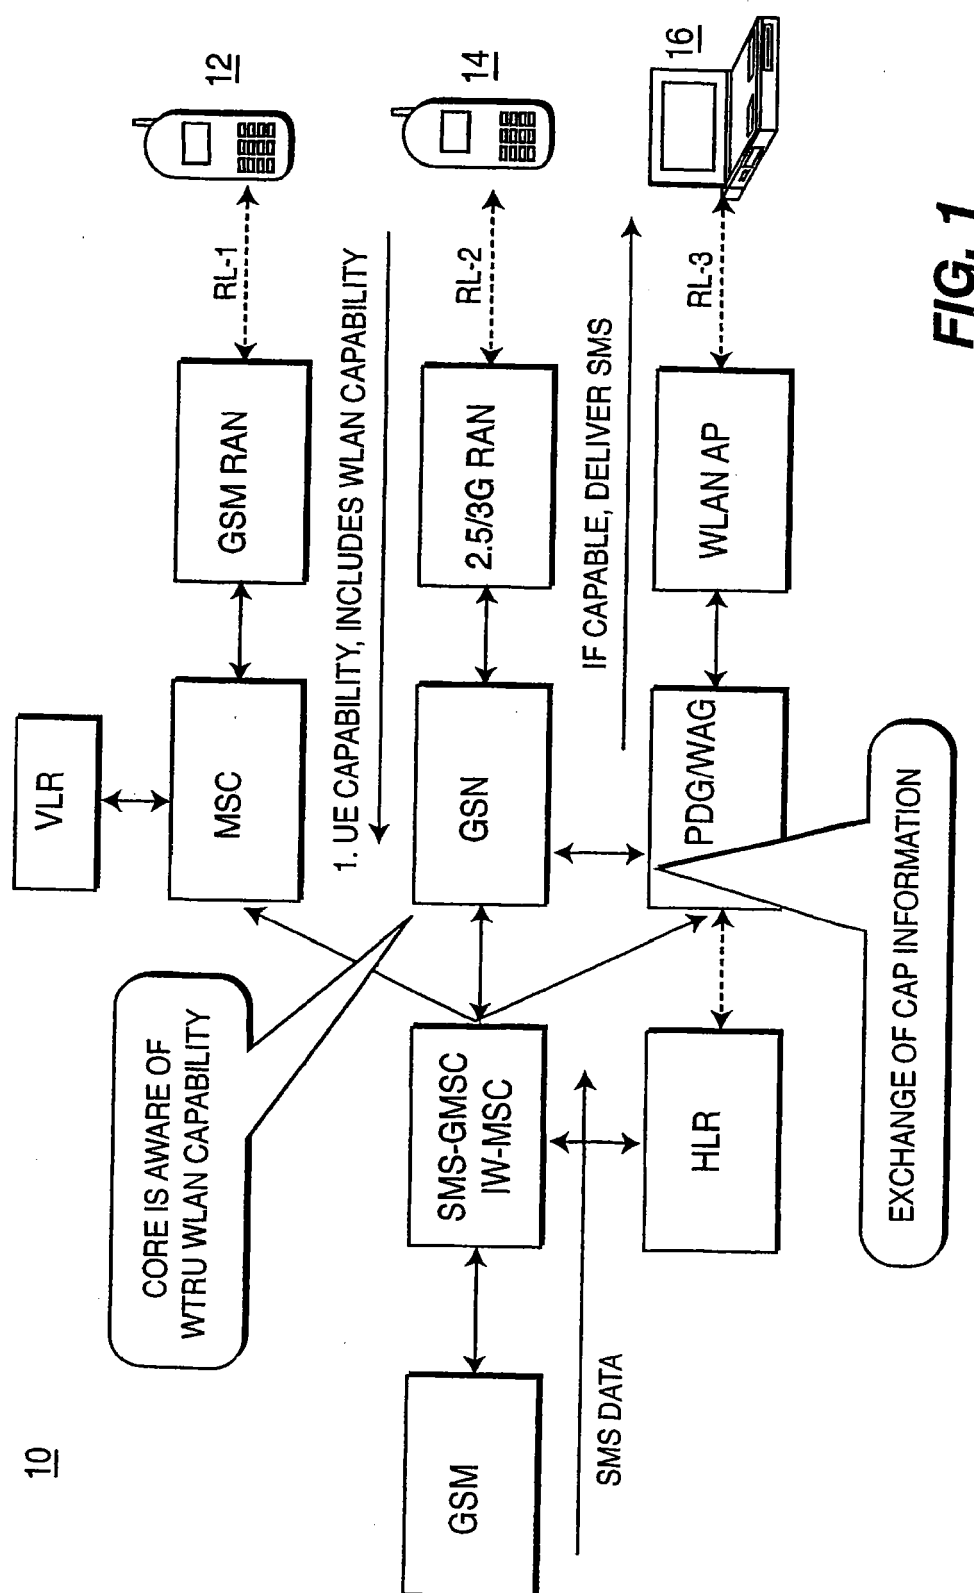 10
CORE IS AWARE OF
WTRU WLAN CAPABILITY
VLR
MSC
GSM RAN
RL-1
12
1. UE CAPABILITY, INCLUDES WLAN CAPABILITY
GSM
SMS-GMSC
IW-MSC
GSN
2.5/3G RAN
RL-2
14
SMS DATA
IF CAPABLE, DELIVER SMS
HLR
PDG/WAG
WLAN AP
RL-3
16
EXCHANGE OF CAP INFORMATION
FIG. 1